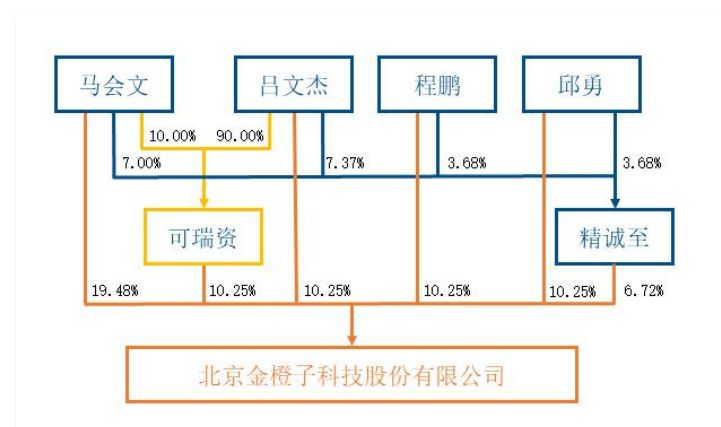 马会文
吕文杰
程鹏
邱勇
10.00%
90.00%
7.00%
7.37%
3.68%
3.68%
可瑞资
精诚至
19.48%
10.25%
10.25%
10.25%
10.25%
6.72%
北京金橙子科技股份有限公司